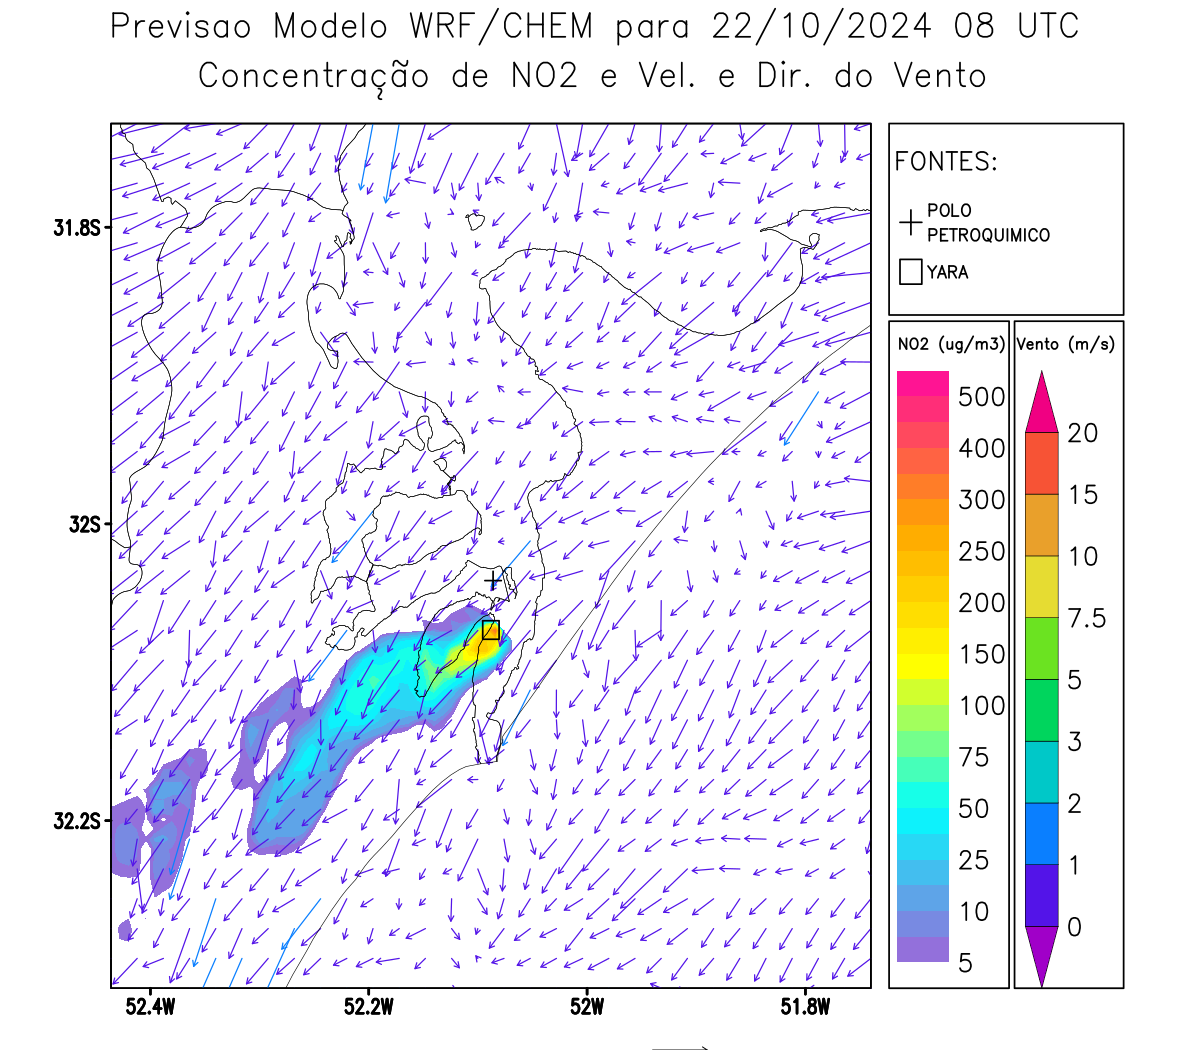 Previsao Modelo WRF/CHEM para 22/10/2024 08 UTC
Concentração de NO2 e Vel. e Dir. do Vento
FONTES:
POLO
PETROQUIMICO
YARA
NO2 (ug/m3)
500
400
300
250
200
150
100
75
50
25
10
5
Vento (m/s)
20
15
10
7.5
5
3
2
1
0
31.8S
32S
32.2S
52.4W
52.2W
52W
51.8W